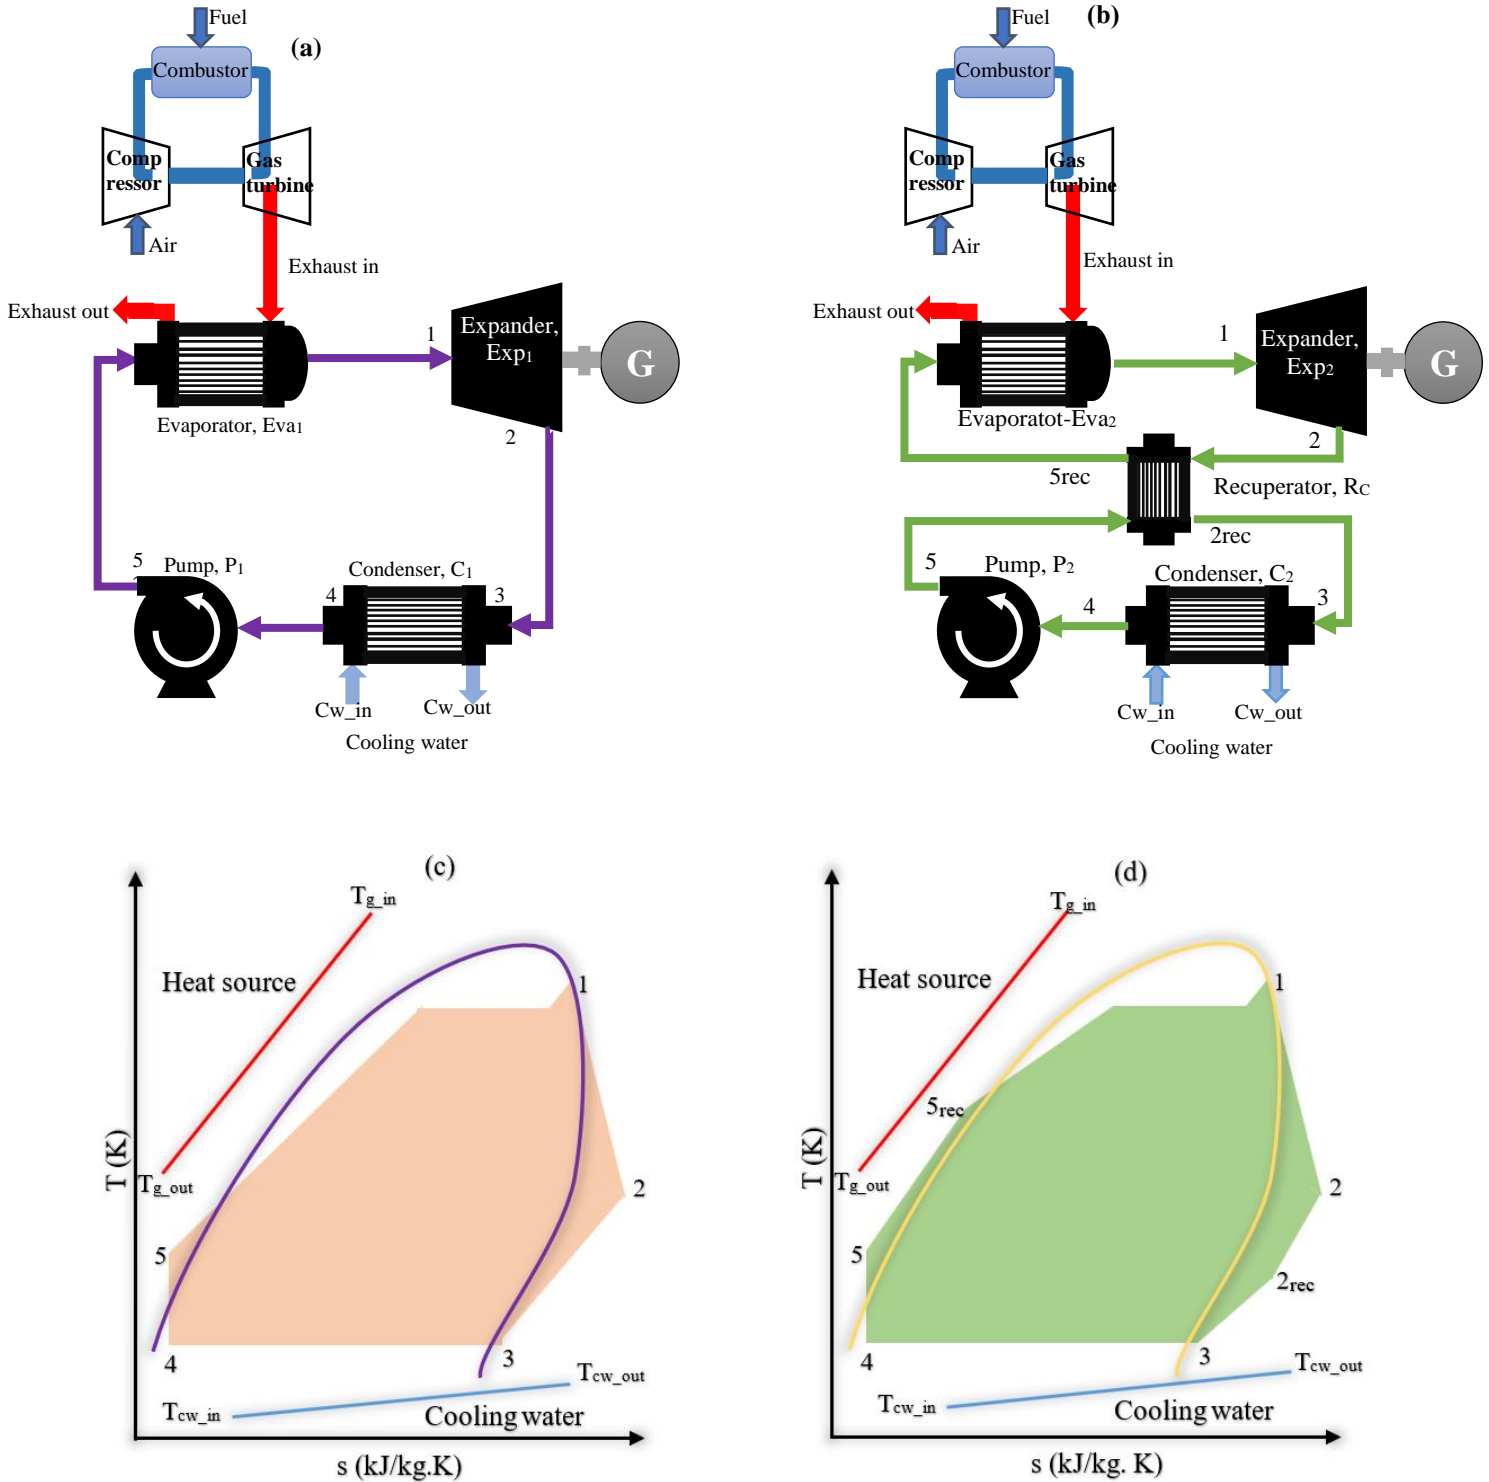 (a)
Fuel
Combustor
Comp
ressor
Gas
turbine
Air
Exhaust in
Exhaust out
1
Expander,
Exp1
G
Evaporator, Eva1
2
5
Pump, P1
Condenser, C1
4
3
Cw_in
Cw_out
Cooling water
(b)
Fuel
Combustor
Comp
ressor
Gas
turbine
Air
Exhaust in
Exhaust out
1
Expander,
Exp2
G
Evaporatot-Eva2
2
5rec
Recuperator, RC
2rec
5
Pump, P2
Condenser, C2
4
3
Cw_in
Cw_out
Cooling water
(c)
Tg_in
Heat source
1
T (K)
Tg_out
2
5
4
3
Tcw_out
Tcw_in
Cooling water
s (kJ/kg.K)
(d)
Tg_in
Heat source
1
5rec
T (K)
Tg_out
2
5
2rec
4
3
Tcw_out
Tcw_in
Cooling water
s (kJ/kg. K)